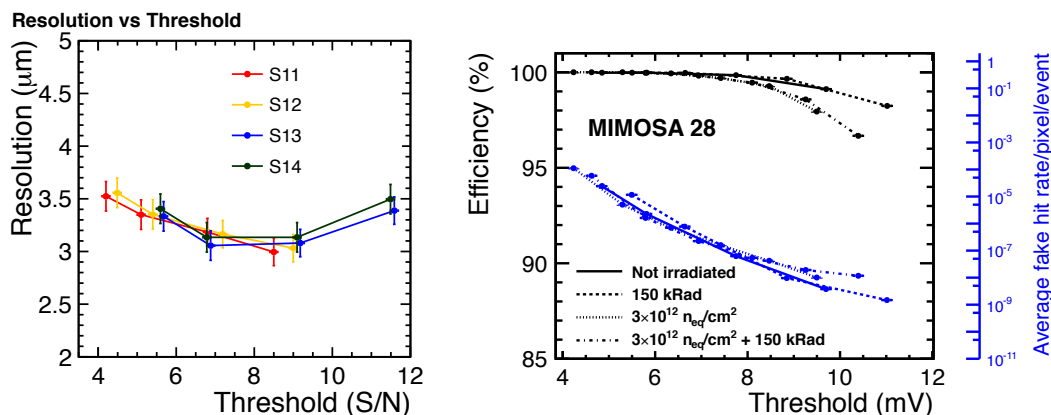 Resolution vs Threshold
Resolution (μm)
5
4.5
4
3.5
3
2.5
2
4 6 8 10 12
Threshold (S/N)
S11
S12
S13
S14
Efficiency (%)
100
95
90
85
4 6 8 10 12
Threshold (mV)
MIMOSA 28
Not irradiated
150 kRad
3×10¹² n_eq/cm²
3×10¹² n_eq/cm² + 150 kRad
1
10⁻¹
10⁻³
10⁻⁵
10⁻⁷
10⁻⁹
10⁻¹¹
Average fake hit rate/pixel/event